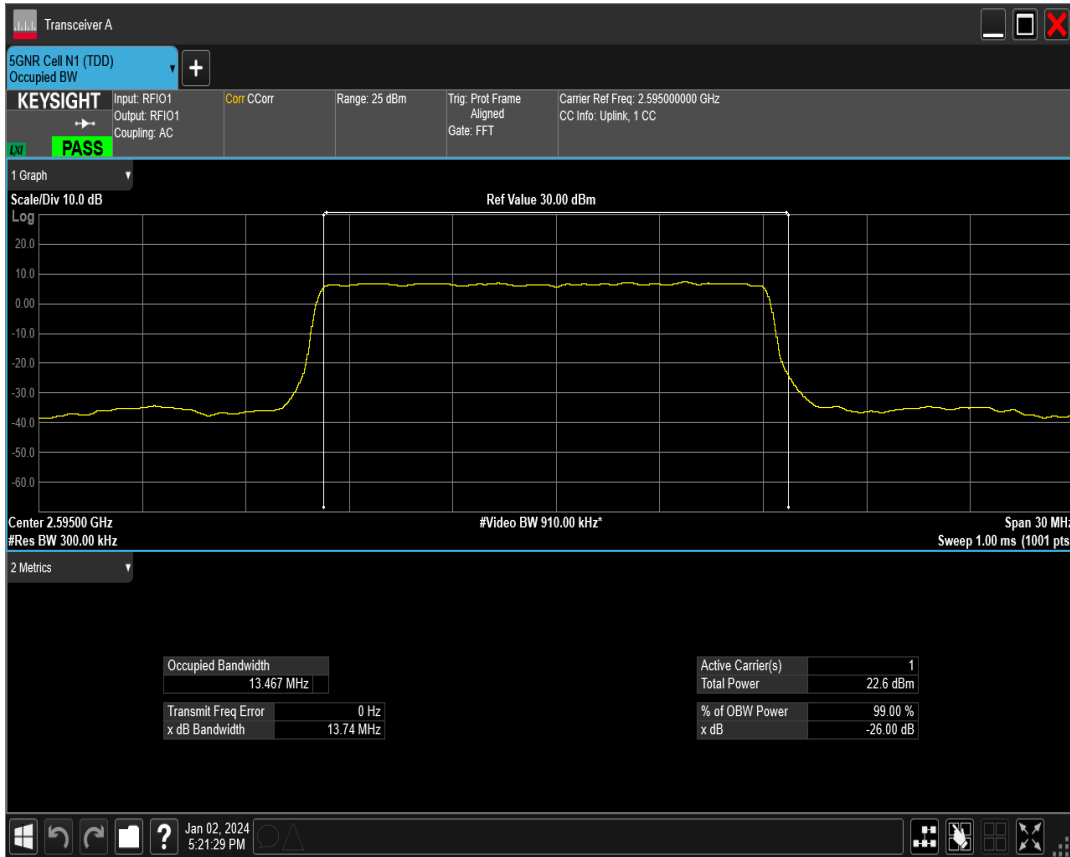 Transceiver A
5GNR Cell N1 (TDD)
Occupied BW
KEYSIGHT
LXI
PASS
Input: RFIO1
Output: RFIO1
Coupling: AC
Corr CCorr
Range: 25 dBm
Trig: Prot Frame
Aligned
Gate: FFT
Carrier Ref Freq: 2.595000000 GHz
CC Info: Uplink, 1 CC
1 Graph
Scale/Div 10.0 dB
Ref Value 30.00 dBm
Log
20.0
10.0
0.00
-10.0
-20.0
-30.0
-40.0
-50.0
-60.0
Center 2.59500 GHz
#Video BW 910.00 kHz*
Span 30 MHz
#Res BW 300.00 kHz
Sweep 1.00 ms (1001 pts
2 Metrics
Occupied Bandwidth
13.467 MHz
Transmit Freq Error 0 Hz
x dB Bandwidth 13.74 MHz
Active Carrier(s) 1
Total Power 22.6 dBm
% of OBW Power 99.00 %
x dB -26.00 dB
?
Jan 02, 2024
5:21:29 PM